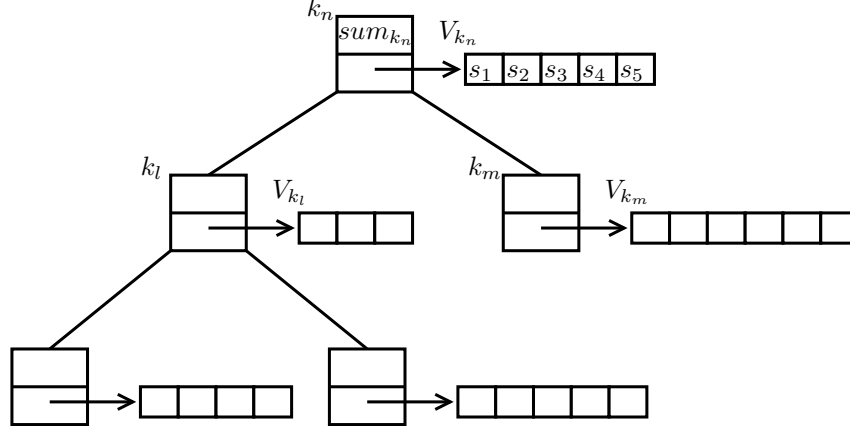 k_n
sum_{k_n}
V_{k_n}
s_1 s_2 s_3 s_4 s_5
k_l
V_{k_l}
k_m
V_{k_m}